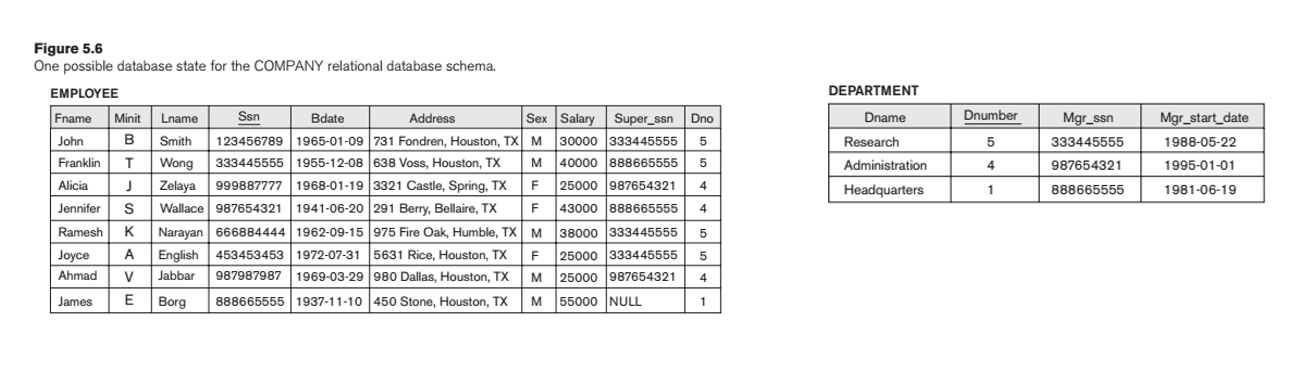 Figure 5.6
One possible database state for the COMPANY relational database schema.
EMPLOYEE
Fname Minit Lname Ssn Bdate Address Sex Salary Super_ssn Dno
John B Smith 123456789 1965-01-09 731 Fondren, Houston, TX M 30000 333445555 5
Franklin T Wong 333445555 1955-12-08 638 Voss, Houston, TX M 40000 888665555 5
Alicia J Zelaya 999887777 1968-01-19 3321 Castle, Spring, TX F 25000 987654321 4
Jennifer S Wallace 987654321 1941-06-20 291 Berry, Bellaire, TX F 43000 888665555 4
Ramesh K Narayan 666884444 1962-09-15 975 Fire Oak, Humble, TX M 38000 333445555 5
Joyce A English 453453453 1972-07-31 5631 Rice, Houston, TX F 25000 333445555 5
Ahmad V Jabbar 987987987 1969-03-29 980 Dallas, Houston, TX M 25000 987654321 4
James E Borg 888665555 1937-11-10 450 Stone, Houston, TX M 55000 NULL 1
DEPARTMENT
Dname Dnumber Mgr_ssn Mgr_start_date
Research 5 333445555 1988-05-22
Administration 4 987654321 1995-01-01
Headquarters 1 888665555 1981-06-19